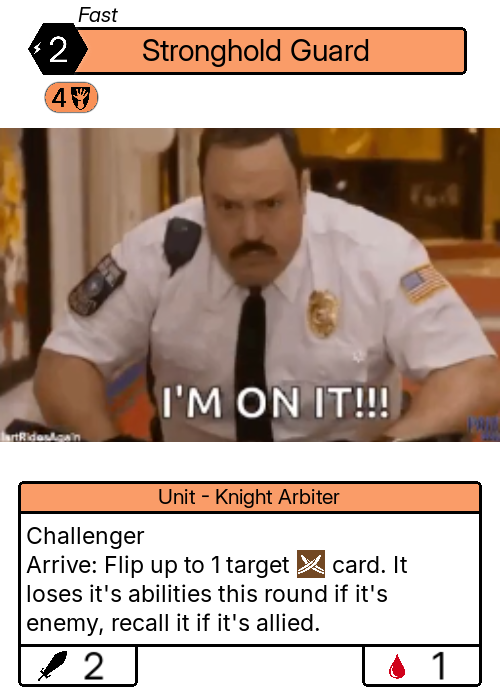 Fast
2
Stronghold Guard
4
I'M ON IT!!!
Unit - Knight Arbiter
Challenger
Arrive: Flip up to 1 target card. It
loses it's abilities this round if it's
enemy, recall it if it's allied.
2
1